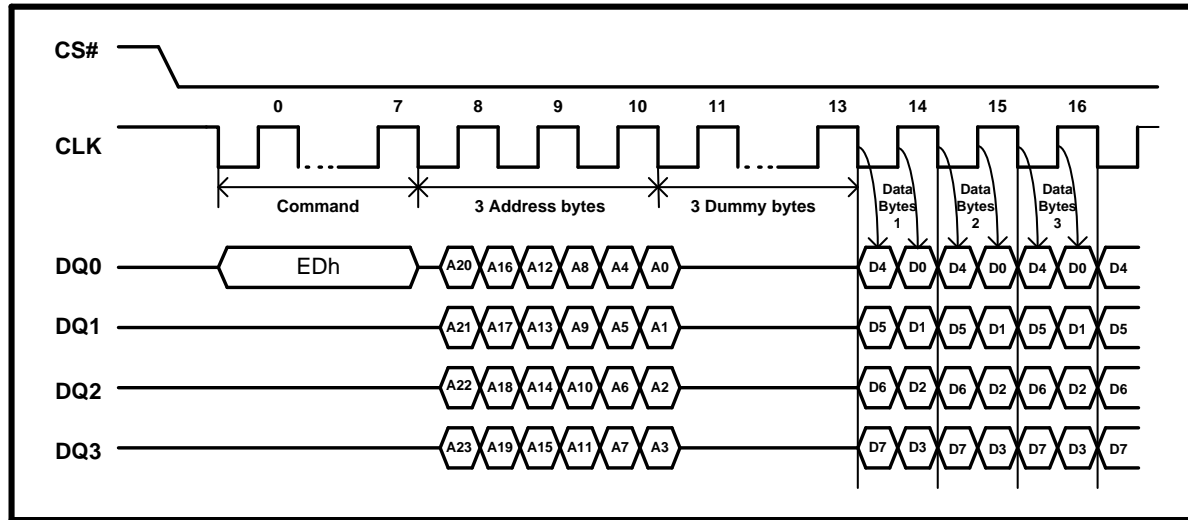 CS#
0 7 8 9 10 11 13 14 15 16
CLK
Command 3 Address bytes 3 Dummy bytes
Data Bytes 1
Data Bytes 2
Data Bytes 3
DQ0 EDh A20 A16 A12 A8 A4 A0 D4 D0 D4 D0 D4 D0 D4
DQ1 A21 A17 A13 A9 A5 A1 D5 D1 D5 D1 D5 D1 D5
DQ2 A22 A18 A14 A10 A6 A2 D6 D2 D6 D2 D6 D2 D6
DQ3 A23 A19 A15 A11 A7 A3 D7 D3 D7 D3 D7 D3 D7